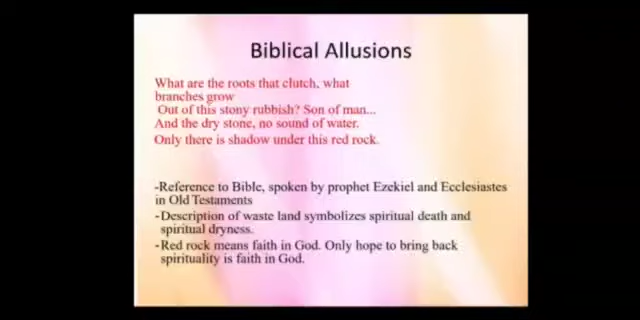 Biblical Allusions
What are the roots that clutch, what
branches grow
Out of this stony rubbish? Son of man...
And the dry stone, no sound of water.
Only there is shadow under this red rock.
-Reference to Bible, spoken by prophet Ezekiel and Ecclesiastes
in Old Testaments
-Description of waste land symbolizes spiritual death and
spiritual dryness.
-Red rock means faith in God. Only hope to bring back
spirituality is faith in God.